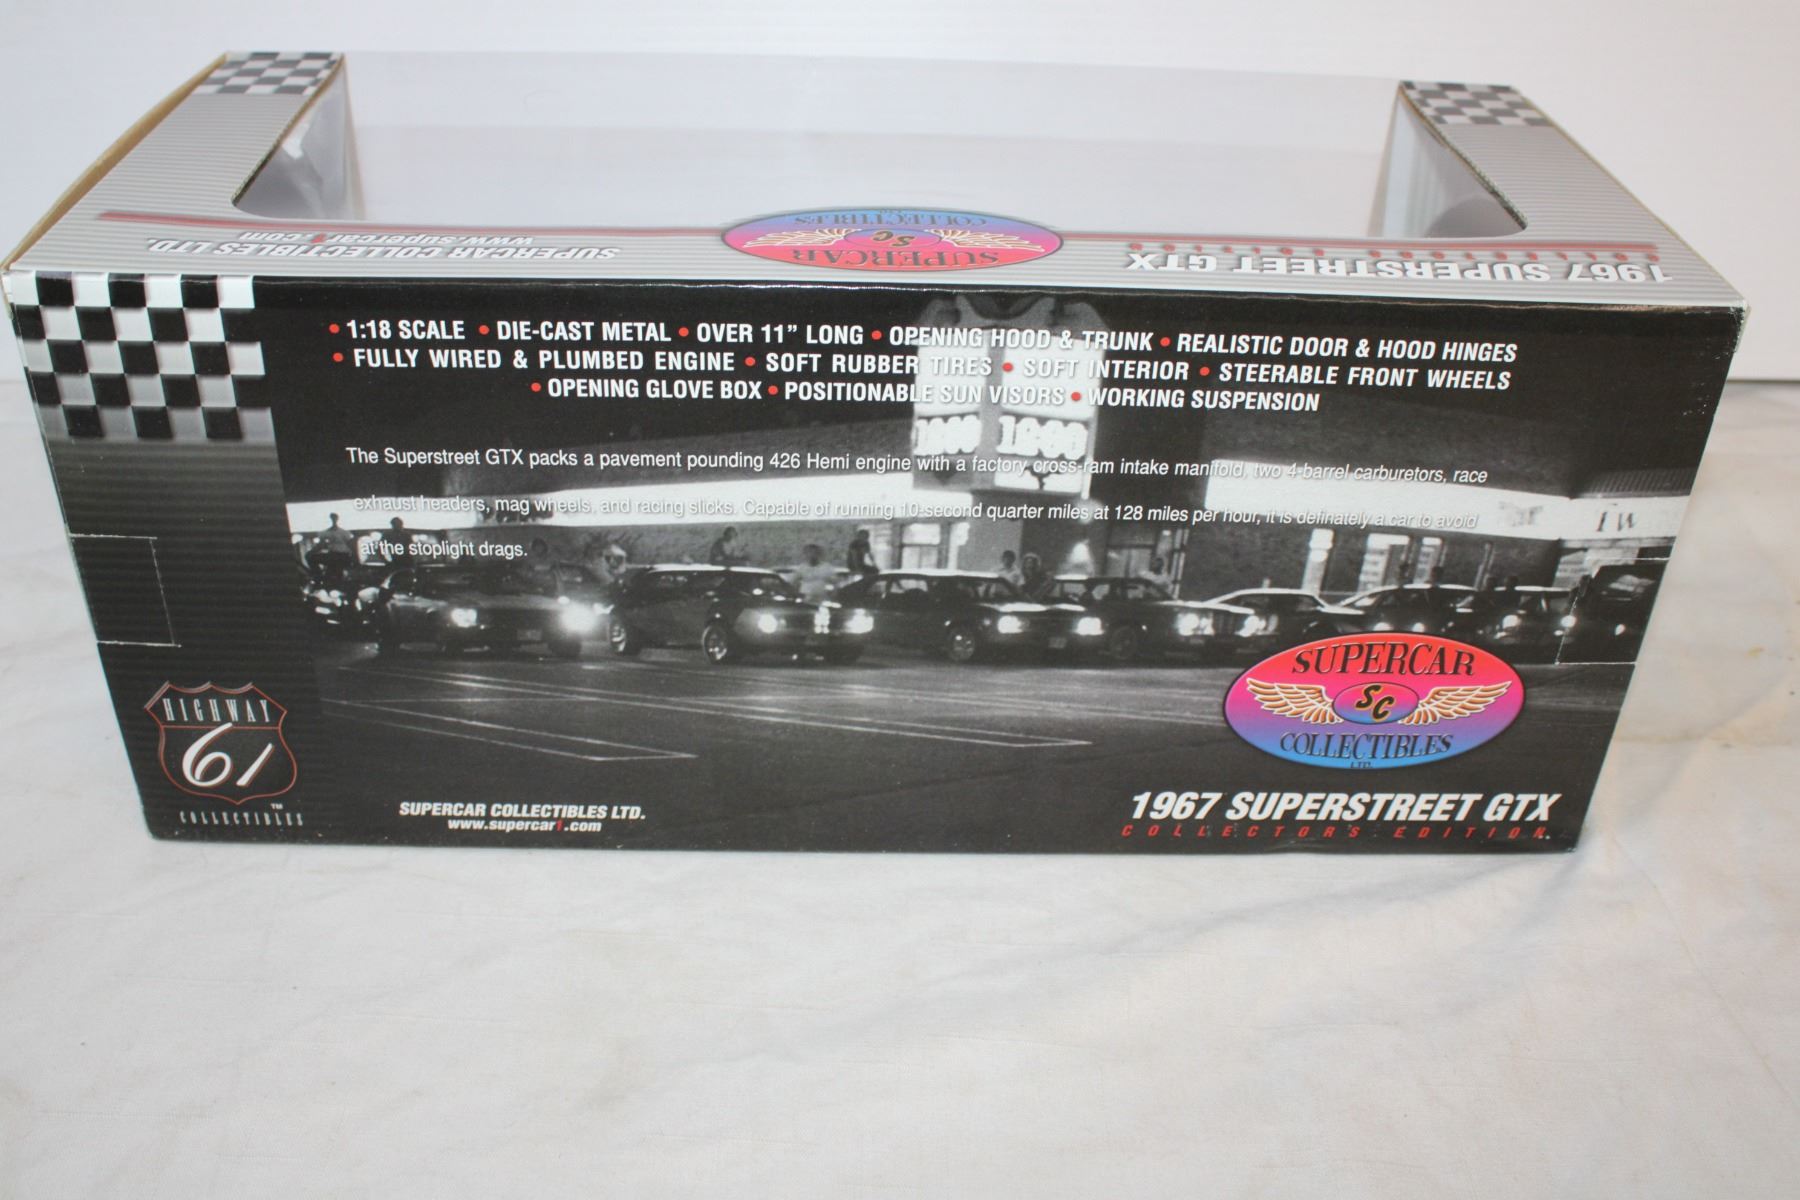 SUPERCAR COLLECTIBLES LTD.
www.supercar1.com
SUPERCAR
SC
COLLECTIBLES
1967 SUPERSTREET GTX
COLLECTORS EDITION
• 1:18 SCALE • DIE-CAST METAL • OVER 11” LONG • OPENING HOOD & TRUNK • REALISTIC DOOR & HOOD HINGES
• FULLY WIRED & PLUMBED ENGINE • SOFT RUBBER TIRES • SOFT INTERIOR • STEERABLE FRONT WHEELS
• OPENING GLOVE BOX • POSITIONABLE SUN VISORS • WORKING SUSPENSION
The Superstreet GTX packs a pavement pounding 426 Hemi engine with a factory cross-ram intake manifold, two 4-barrel carburetors, race
exhaust headers, mag wheels, and racing slicks. Capable of running 10-second quarter miles at 128 miles per hour, it is definately a car to avoid
at the stoplight drags.
HIGHWAY
61
COLLECTIBLES™
SUPERCAR COLLECTIBLES LTD.
www.supercar1.com
SUPERCAR
SC
COLLECTIBLES
LTD.
1967 SUPERSTREET GTX
COLLECTORS EDITION.